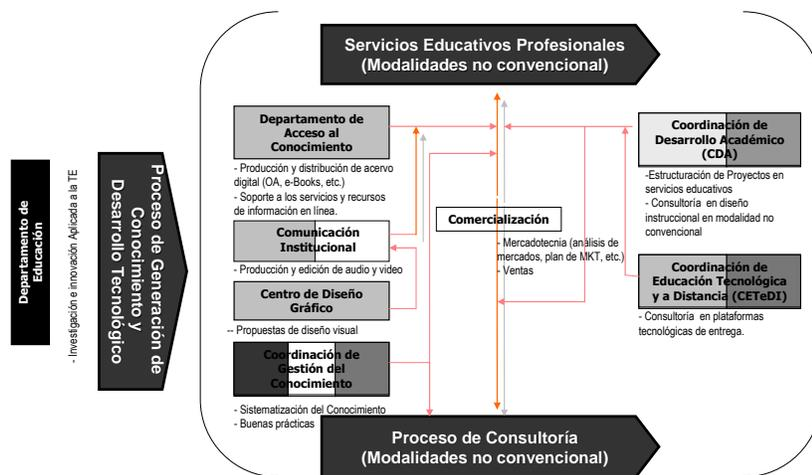 Servicios Educativos Profesionales
(Modalidades no convencional)
Departamento de
Educación
- Investigación e innovación Aplicada a la TE
Proceso de Generación de
Conocimiento y
Desarrollo Tecnológico
Departamento de
Acceso al
Conocimiento
- Producción y distribución de acervo
digital (OA, e-Books, etc.)
- Soporte a los servicios y recursos
de información en línea.
Comunicación
Institucional
- Producción y edición de audio y video
Centro de Diseño
Gráfico
-- Propuestas de diseño visual
Coordinación de
Gestión del
Conocimiento
- Sistematización del Conocimiento
- Buenas prácticas
Comercialización
- Mercadotecnia (análisis de
mercados, plan de MKT, etc.)
- Ventas
Coordinación de
Desarrollo Académico
(CDA)
-Estructuración de Proyectos en
servicios educativos
- Consultoría en diseño
instruccional en modalidad no
convencional
Coordinación de
Educación Tecnológica
y a Distancia (CETeDI)
- Consultoría en plataformas
tecnológicas de entrega.
Proceso de Consultoría
(Modalidades no convencional)